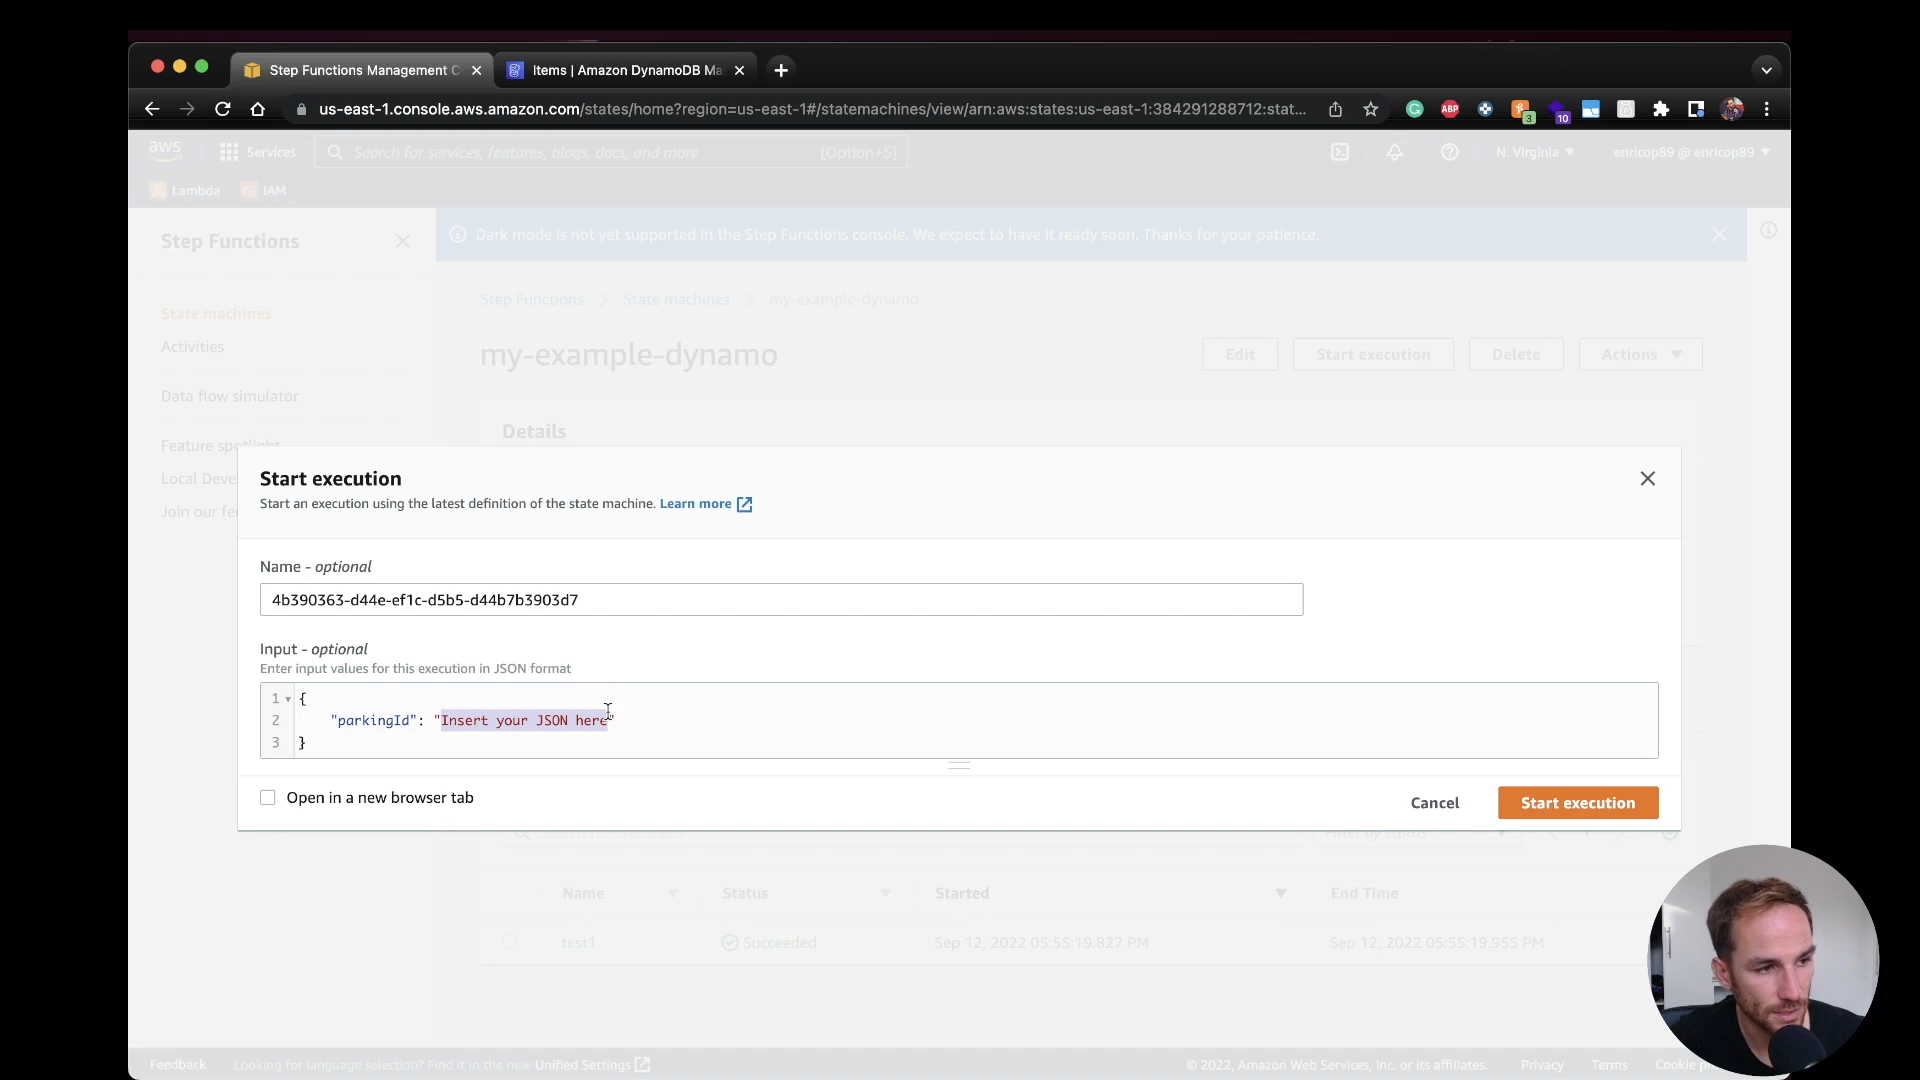 Step Functions Management C
Items | Amazon DynamoDB Ma
us-east-1.console.aws.amazon.com/states/home?region=us-east-1#/statemachines/view/arn:aws:states:us-east-1:384291288712:stat...
ABP
3
10
aws
Services
Search for services, features, blogs, docs, and more
[Option+S]
N. Virginia
enricop89 @ enricop89
Lambda
IAM
Step Functions
Dark mode is not yet supported in the Step Functions console. We expect to have it ready soon. Thanks for your patience.
State machines
Activities
Data flow simulator
Feature spotlight
Local Deve
Join our fe
Step Functions
State machines
my-example-dynamo
my-example-dynamo
Edit
Start execution
Delete
Actions
Details
Start execution
Start an execution using the latest definition of the state machine. Learn more
Name - optional
4b390363-d44e-ef1c-d5b5-d44b7b3903d7
Input - optional
Enter input values for this execution in JSON format
1 {
2 "parkingId": "Insert your JSON here"
3 }
Open in a new browser tab
Cancel
Start execution
Filter by status
1
Name
Status
Started
End Time
test1
Succeeded
Sep 12, 2022 05:55:19.827 PM
Sep 12, 2022 05:55:19.955 PM
Feedback
Looking for language selection? Find it in the new Unified Settings
© 2022, Amazon Web Services, Inc. or its affiliates.
Privacy
Terms
Cookie p